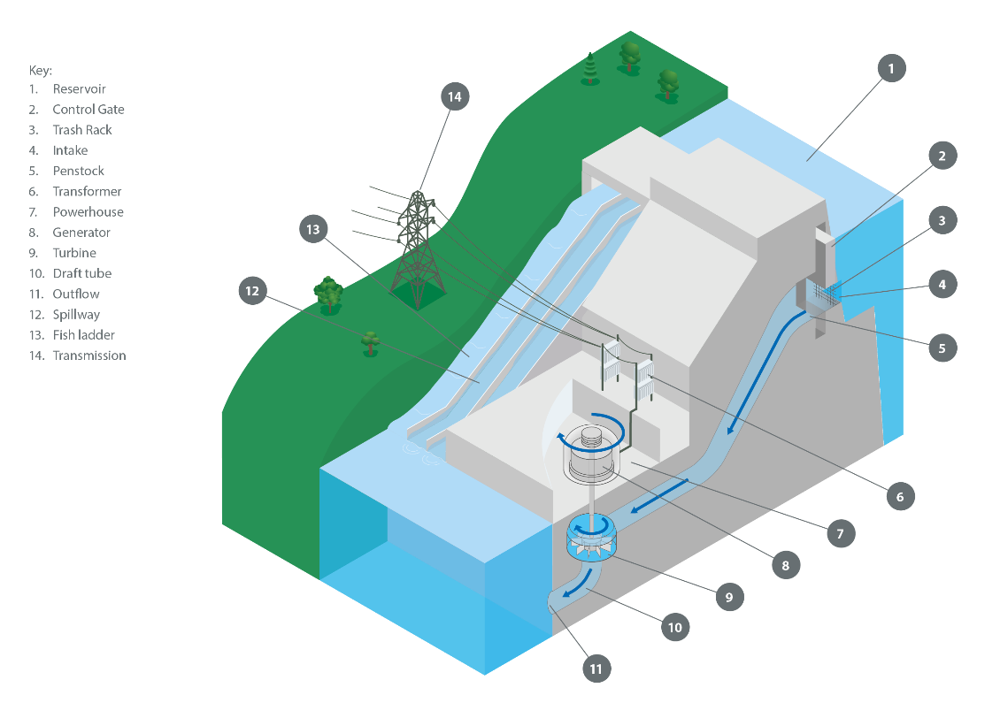 Key:
1. Reservoir
2. Control Gate
3. Trash Rack
4. Intake
5. Penstock
6. Transformer
7. Powerhouse
8. Generator
9. Turbine
10. Draft tube
11. Outflow
12. Spillway
13. Fish ladder
14. Transmission
1
14
2
3
13
4
12
5
6
7
8
9
10
11